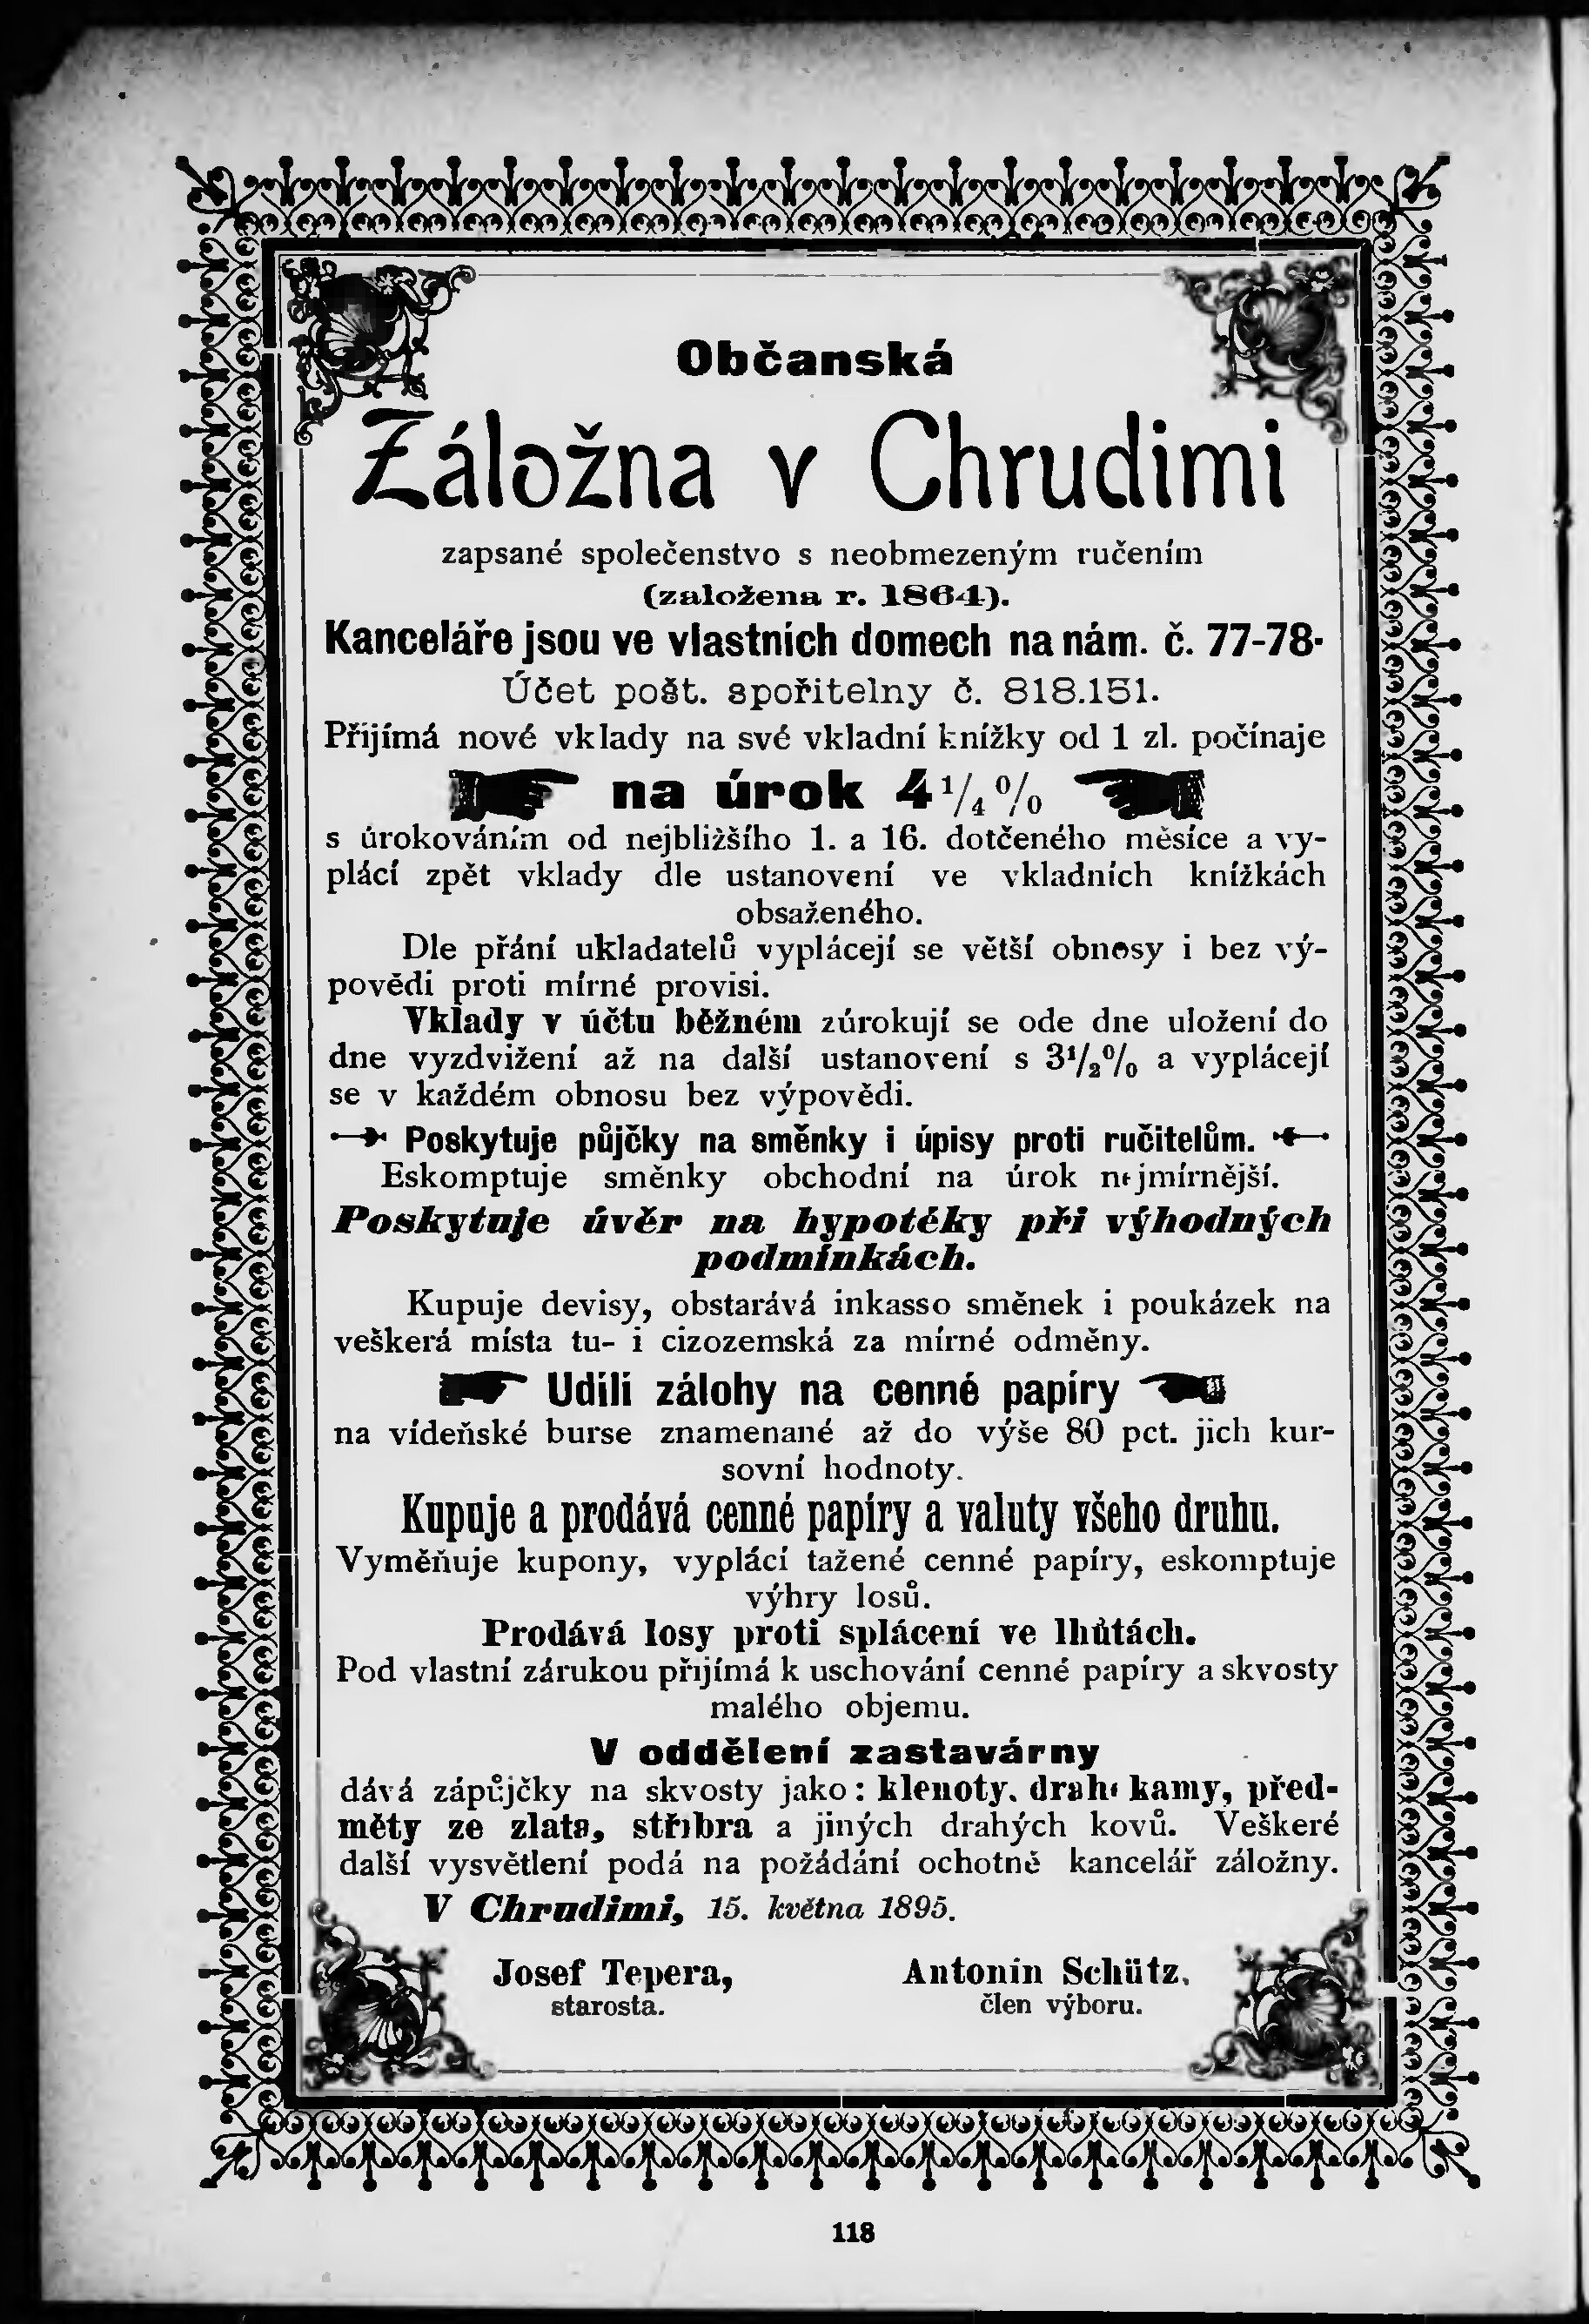 Občanská
Záložna v Chrudimi
zapsané společenstvo s neobmezeným ručením
(založena r. 1864).
Kanceláře jsou ve vlastních domech na nám. č. 77-78·
Účet pošt. spořitelny č. 818.151.
Přijímá nové vklady na své vkladní knížky od 1 zl. počínaje
na úrok 4¹/₄⁰/₀
s úrokováním od nejbližšího 1. a 16. dotčeného měsíce a vy-
plácí zpět vklady dle ustanovení ve vkladních knížkách
obsaženého.
Dle přání ukladatelů vyplácejí se větší obnosy i bez vý-
povědi proti mírné provisi.
Vklady v účtu běžném zúrokují se ode dne uložení do
dne vyzdvižení až na další ustanovení s 3¹/₂⁰/₀ a vyplácejí
se v každém obnosu bez výpovědi.
Poskytuje půjčky na směnky i úpisy proti ručitelům.
Eskomptuje směnky obchodní na úrok nejmírnější.
Poskytuje úvěr na hypotéky při výhodných
podmínkách.
Kupuje devisy, obstarává inkasso směnek i poukázek na
veškerá místa tu- i cizozemská za mírné odměny.
Udílí zálohy na cenné papíry
na vídeňské burse znamenané až do výše 80 pct. jich kur-
sovní hodnoty.
Kupuje a prodává cenné papíry a valuty všeho druhu.
Vyměňuje kupony, vyplácí tažené cenné papíry, eskomptuje
výhry losů.
Prodává losy proti splácení ve lhůtách.
Pod vlastní zárukou přijímá k uschování cenné papíry a skvosty
malého objemu.
V oddělení zastavárny
dává zápůjčky na skvosty jako: klenoty, drahé kamy, před-
měty ze zlata, stříbra a jiných drahých kovů. Veškeré
další vysvětlení podá na požádání ochotně kancelář záložny.
V Chrudimi, 15. května 1895.
Josef Tepera,
starosta.
Antonín Schütz,
člen výboru.
118